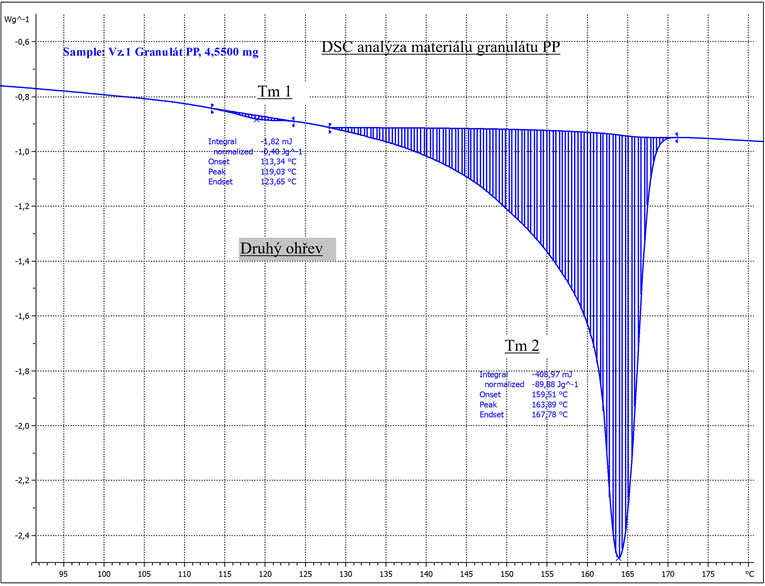 Wg^-1
DSC analýza materiálu granulátu PP
Sample: Vz.1 Granulát PP, 4,5500 mg
-0,6
-0,8
-1,0
-1,2
-1,4
-1,6
-1,8
-2,0
-2,2
-2,4
Tm 1
Integral -1,82 mJ
normalized -0,40 Jg^-1
Onset 113,34 °C
Peak 119,03 °C
Endset 123,65 °C
Druhý ohřev
Tm 2
Integral -408,97 mJ
normalized -89,88 Jg^-1
Onset 159,51 °C
Peak 163,89 °C
Endset 167,78 °C
95 100 105 110 115 120 125 130 135 140 145 150 155 160 165 170 175 °C